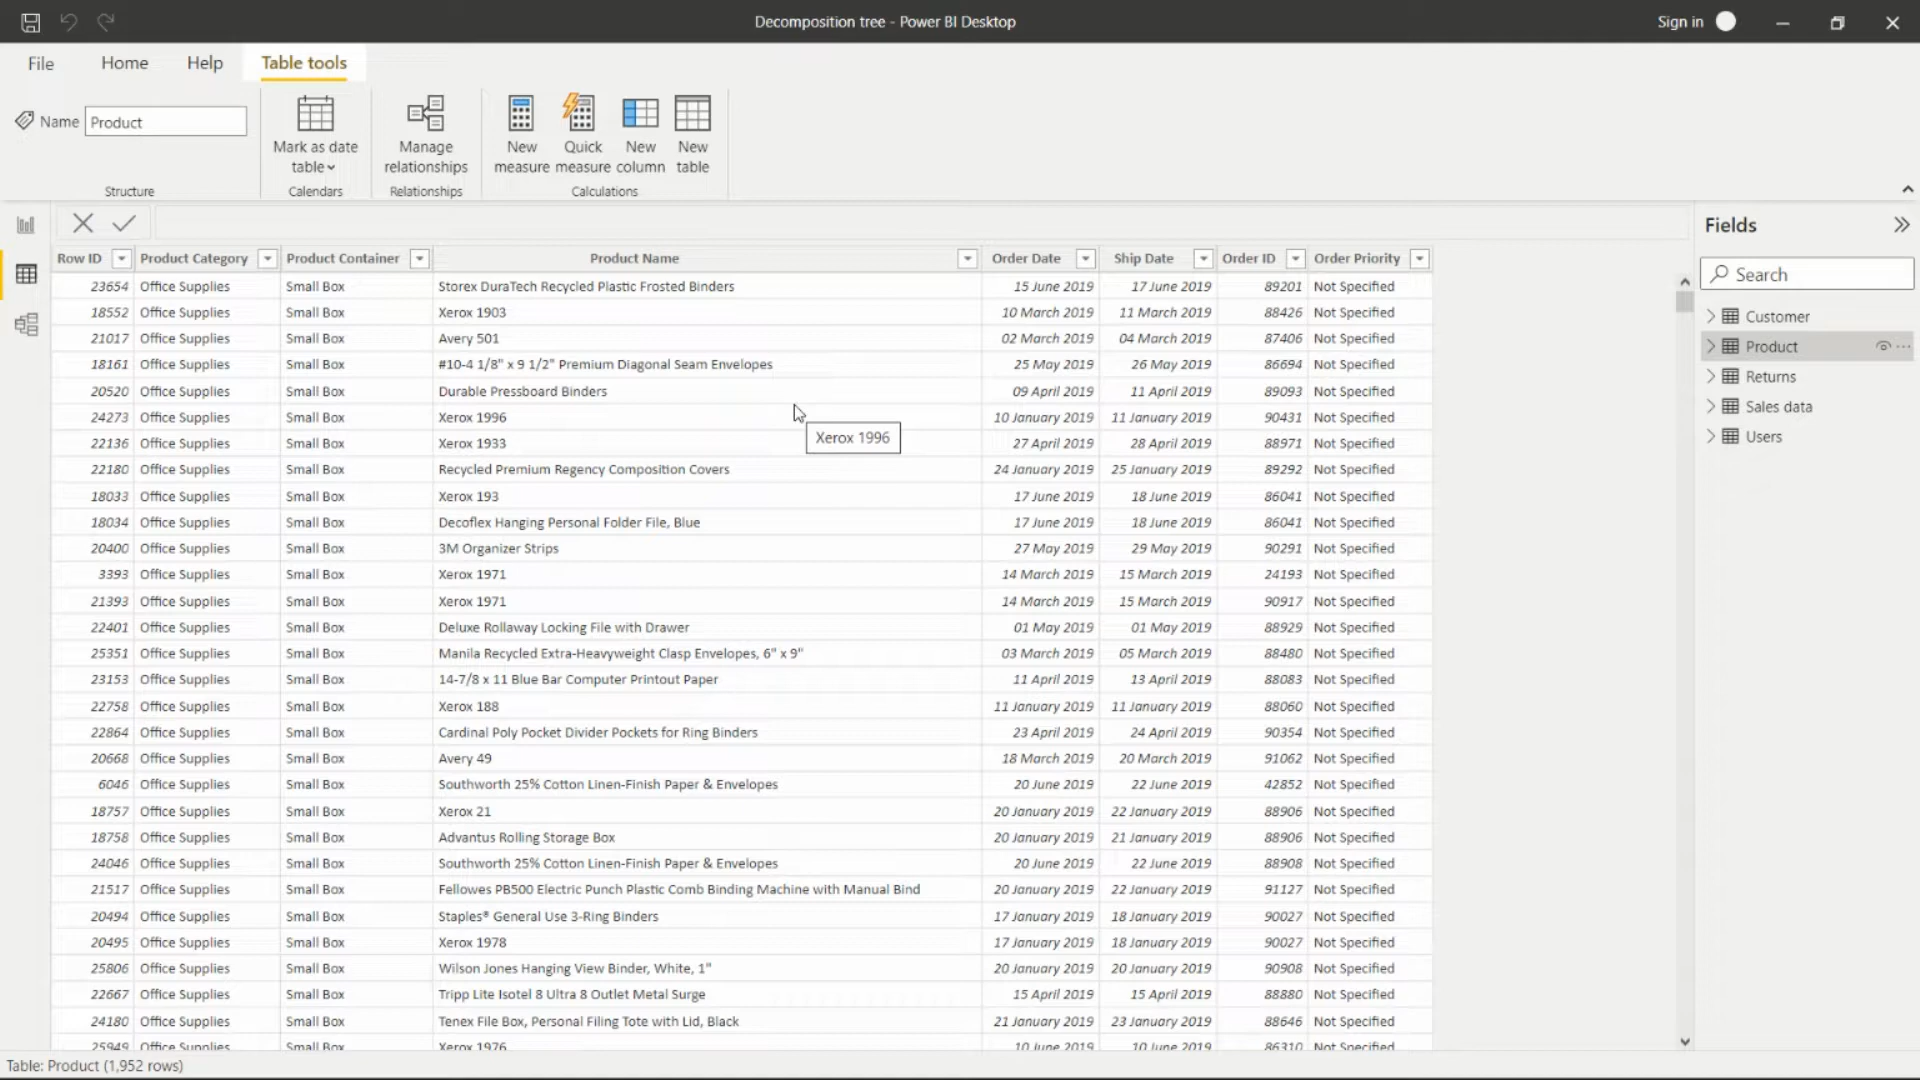 Decomposition tree - Power BI Desktop
Sign in
File Home Help Table tools
Name Product
Mark as date table
Manage relationships
New measure
Quick measure
New column
New table
Structure Calendars Relationships Calculations
Fields
Search
Customer
Product
Returns
Sales data
Users
Row ID Product Category Product Container Product Name Order Date Ship Date Order ID Order Priority
23654 Office Supplies Small Box Storex DuraTech Recycled Plastic Frosted Binders 15 June 2019 17 June 2019 89201 Not Specified
18552 Office Supplies Small Box Xerox 1903 10 March 2019 11 March 2019 88426 Not Specified
21017 Office Supplies Small Box Avery 501 02 March 2019 04 March 2019 87406 Not Specified
18161 Office Supplies Small Box #10-4 1/8" x 9 1/2" Premium Diagonal Seam Envelopes 25 May 2019 26 May 2019 86694 Not Specified
20520 Office Supplies Small Box Durable Pressboard Binders 09 April 2019 11 April 2019 89093 Not Specified
24273 Office Supplies Small Box Xerox 1996 10 January 2019 11 January 2019 90431 Not Specified
Xerox 1996
22136 Office Supplies Small Box Xerox 1933 27 April 2019 28 April 2019 88971 Not Specified
22180 Office Supplies Small Box Recycled Premium Regency Composition Covers 24 January 2019 25 January 2019 89292 Not Specified
18033 Office Supplies Small Box Xerox 193 17 June 2019 18 June 2019 86041 Not Specified
18034 Office Supplies Small Box Decoflex Hanging Personal Folder File, Blue 17 June 2019 18 June 2019 86041 Not Specified
20400 Office Supplies Small Box 3M Organizer Strips 27 May 2019 29 May 2019 90291 Not Specified
3393 Office Supplies Small Box Xerox 1971 14 March 2019 15 March 2019 24193 Not Specified
21393 Office Supplies Small Box Xerox 1971 14 March 2019 15 March 2019 90917 Not Specified
22401 Office Supplies Small Box Deluxe Rollaway Locking File with Drawer 01 May 2019 01 May 2019 88929 Not Specified
25351 Office Supplies Small Box Manila Recycled Extra-Heavyweight Clasp Envelopes, 6" x 9" 03 March 2019 05 March 2019 88480 Not Specified
23153 Office Supplies Small Box 14-7/8 x 11 Blue Bar Computer Printout Paper 11 April 2019 13 April 2019 88083 Not Specified
22758 Office Supplies Small Box Xerox 188 11 January 2019 11 January 2019 88060 Not Specified
22864 Office Supplies Small Box Cardinal Poly Pocket Divider Pockets for Ring Binders 23 April 2019 24 April 2019 90354 Not Specified
20668 Office Supplies Small Box Avery 49 18 March 2019 20 March 2019 91062 Not Specified
6046 Office Supplies Small Box Southworth 25% Cotton Linen-Finish Paper & Envelopes 20 June 2019 22 June 2019 42852 Not Specified
18757 Office Supplies Small Box Xerox 21 20 January 2019 22 January 2019 88906 Not Specified
18758 Office Supplies Small Box Advantus Rolling Storage Box 20 January 2019 21 January 2019 88906 Not Specified
24046 Office Supplies Small Box Southworth 25% Cotton Linen-Finish Paper & Envelopes 20 June 2019 22 June 2019 88908 Not Specified
21517 Office Supplies Small Box Fellowes PB500 Electric Punch Plastic Comb Binding Machine with Manual Bind 20 January 2019 22 January 2019 91127 Not Specified
20494 Office Supplies Small Box Staples® General Use 3-Ring Binders 17 January 2019 18 January 2019 90027 Not Specified
20495 Office Supplies Small Box Xerox 1978 17 January 2019 18 January 2019 90027 Not Specified
25806 Office Supplies Small Box Wilson Jones Hanging View Binder, White, 1" 20 January 2019 20 January 2019 90908 Not Specified
22667 Office Supplies Small Box Tripp Lite Isotel 8 Ultra 8 Outlet Metal Surge 15 April 2019 15 April 2019 88880 Not Specified
24180 Office Supplies Small Box Tenex File Box, Personal Filing Tote with Lid, Black 21 January 2019 23 January 2019 88646 Not Specified
25949 Office Supplies Small Box Xerox 1976 10 June 2019 10 June 2019 86310 Not Specified
Table: Product (1,952 rows)